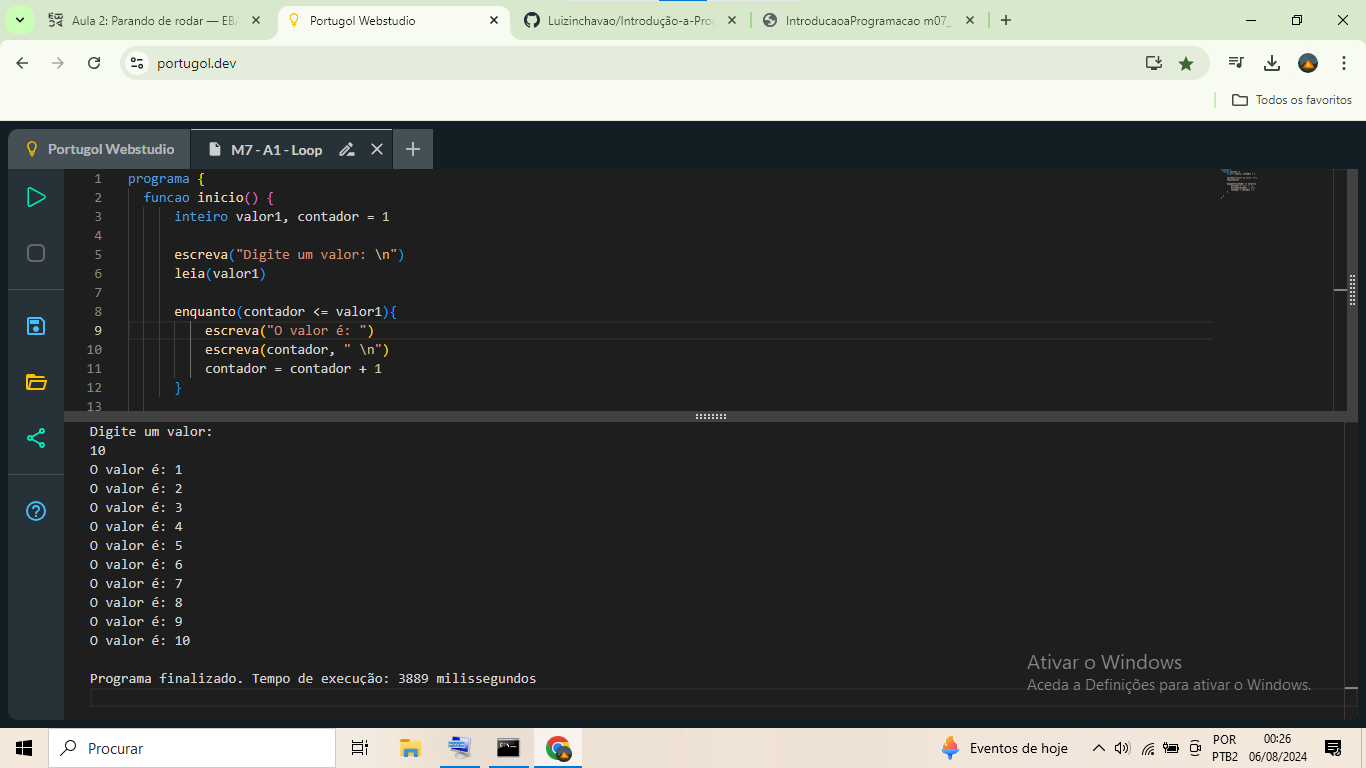 Aula 2: Parando de rodar — EBA
Portugol Webstudio
Luizinchavao/Introdução-a-Pro
IntroducaoaProgramacao m07_
portugol.dev
Todos os favoritos
Portugol Webstudio
M7 - A1 - Loop
1 programa {
2 funcao inicio() {
3 inteiro valor1, contador = 1
4
5 escreva("Digite um valor: \n")
6 leia(valor1)
7
8 enquanto(contador <= valor1){
9 escreva("O valor é: ")
10 escreva(contador, " \n")
11 contador = contador + 1
12 }
13
Digite um valor:
10
O valor é: 1
O valor é: 2
O valor é: 3
O valor é: 4
O valor é: 5
O valor é: 6
O valor é: 7
O valor é: 8
O valor é: 9
O valor é: 10
Programa finalizado. Tempo de execução: 3889 milissegundos
Ativar o Windows
Aceda a Definições para ativar o Windows.
Procurar
Eventos de hoje
POR
PTB2
00:26
06/08/2024